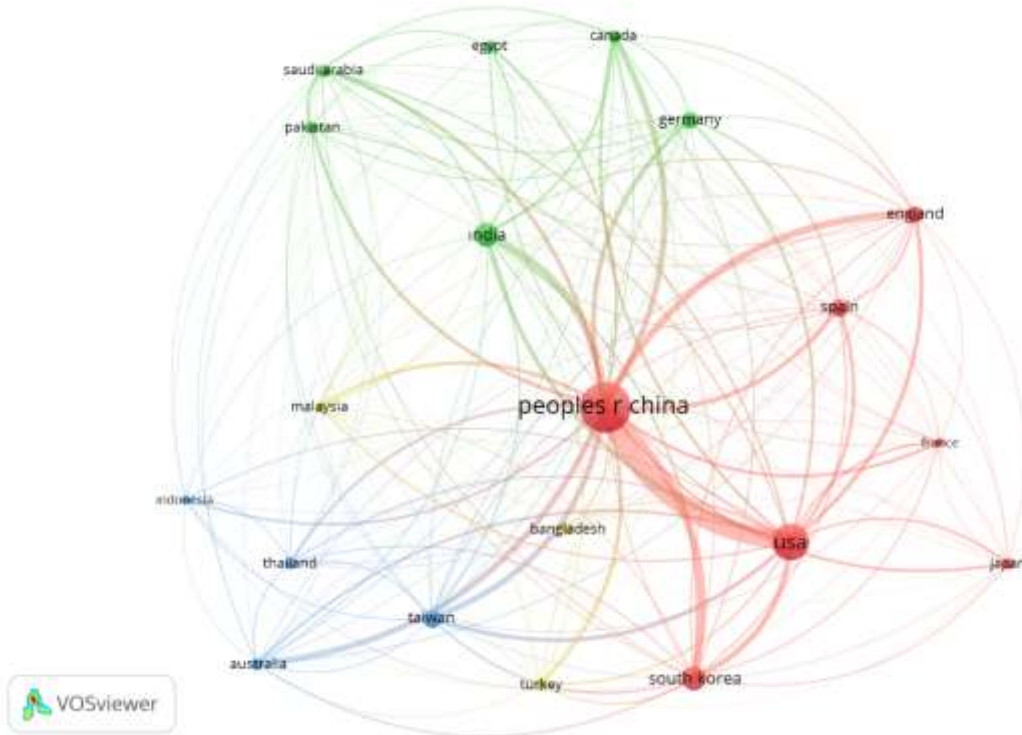 canada
egypt
saudi arabia
germany
pakistan
england
india
spain
peoples r china
malaysia
france
indonesia
bangladesh
usa
thailand
japan
taiwan
australia
turkey
south korea
VOSviewer